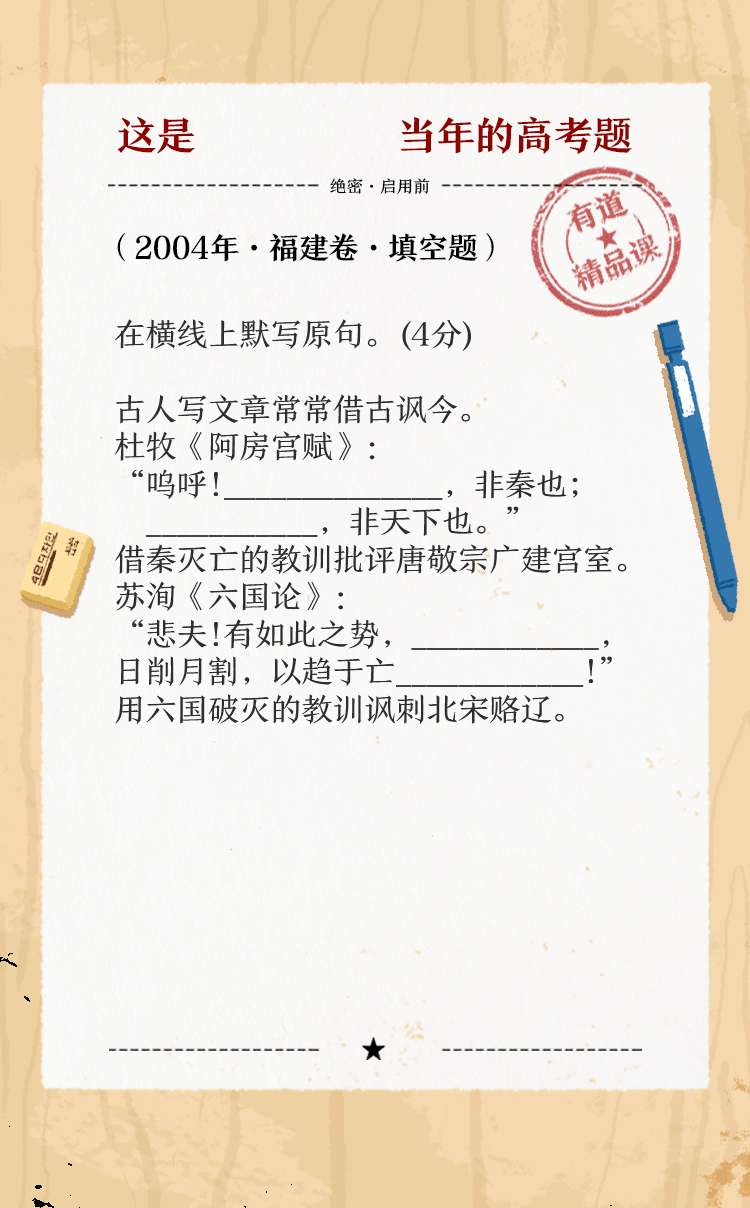 这是 当年的高考题
绝密·启用前
有道
精品课
（2004年·福建卷·填空题）
在横线上默写原句。(4分)
古人写文章常常借古讽今。
杜牧《阿房宫赋》:
“呜呼!______________，非秦也;
___________，非天下也。”
借秦灭亡的教训批评唐敬宗广建宫室。
苏洵《六国论》:
“悲夫!有如此之势，____________，
日削月割，以趋于亡____________!”
用六国破灭的教训讽刺北宋赂辽。